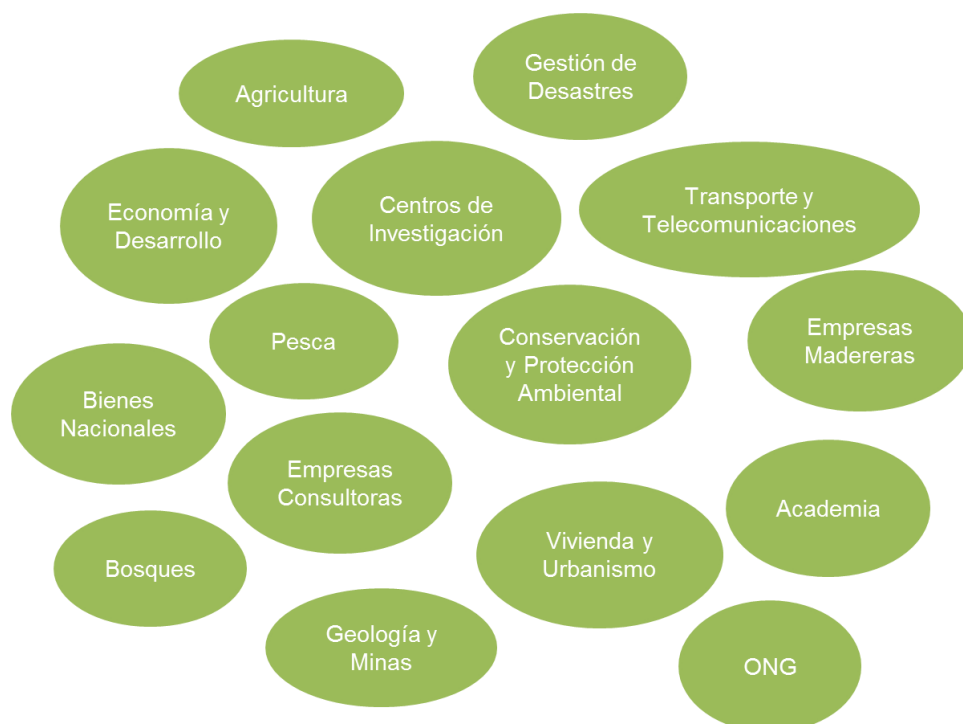 Gestión de
Desastres
Agricultura
Centros de
Investigación
Transporte y
Telecomunicaciones
Economía y
Desarrollo
Pesca
Conservación
y Protección
Ambiental
Empresas
Madereras
Bienes
Nacionales
Empresas
Consultoras
Academia
Vivienda y
Urbanismo
Bosques
Geología y
Minas
ONG